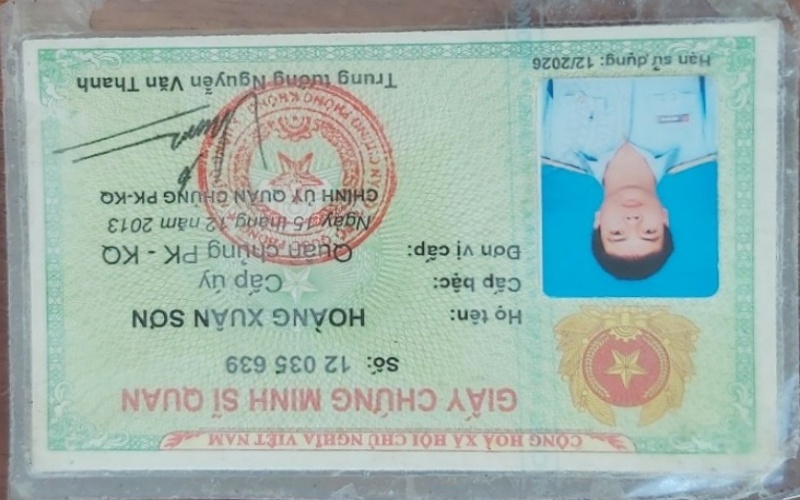 CỘNG HOÀ XÃ HỘI CHỦ NGHĨA VIỆT NAM
GIẤY CHỨNG MINH SĨ QUAN
Số: 12 035 639
Họ tên: HOÀNG XUÂN SƠN
Cấp bậc: Cấp úy
Đơn vị cấp: Quân chủng PK - KQ
Ngày 15 tháng 12 năm 2013
CHÍNH ỦY QUÂN CHỦNG PK-KQ
Trung tướng Nguyễn Văn Thanh
Hạn sử dụng: 12/2026